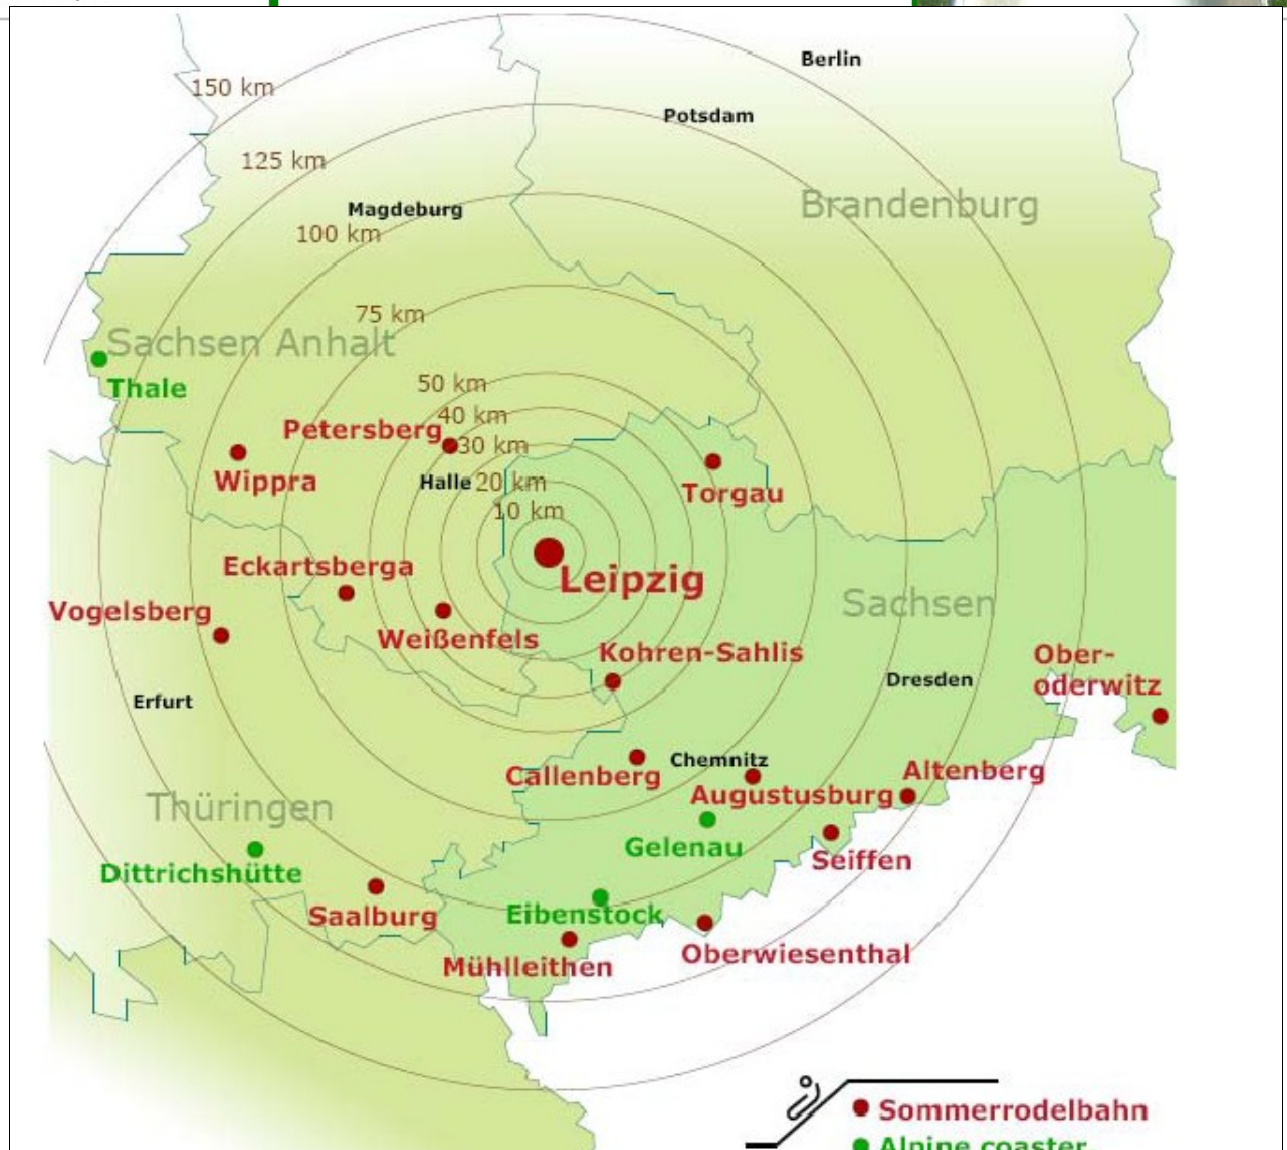 Berlin
150 km
Potsdam
125 km
Brandenburg
Magdeburg
100 km
75 km
Sachsen Anhalt
Thale
50 km
40 km
Petersberg
30 km
Wippra
Halle
20 km
Torgau
10 km
Eckartsberga
Leipzig
Vogelsberg
Sachsen
Weißenfels
Kohren-Sahlis
Ober-
oderwitz
Dresden
Erfurt
Chemnitz
Callenberg
Altenberg
Augustusburg
Thüringen
Gelenau
Seiffen
Dittrichshütte
Saalburg
Eibenstock
Oberwiesenthal
Mühlleithen
Sommerrodelbahn
Alpine coaster